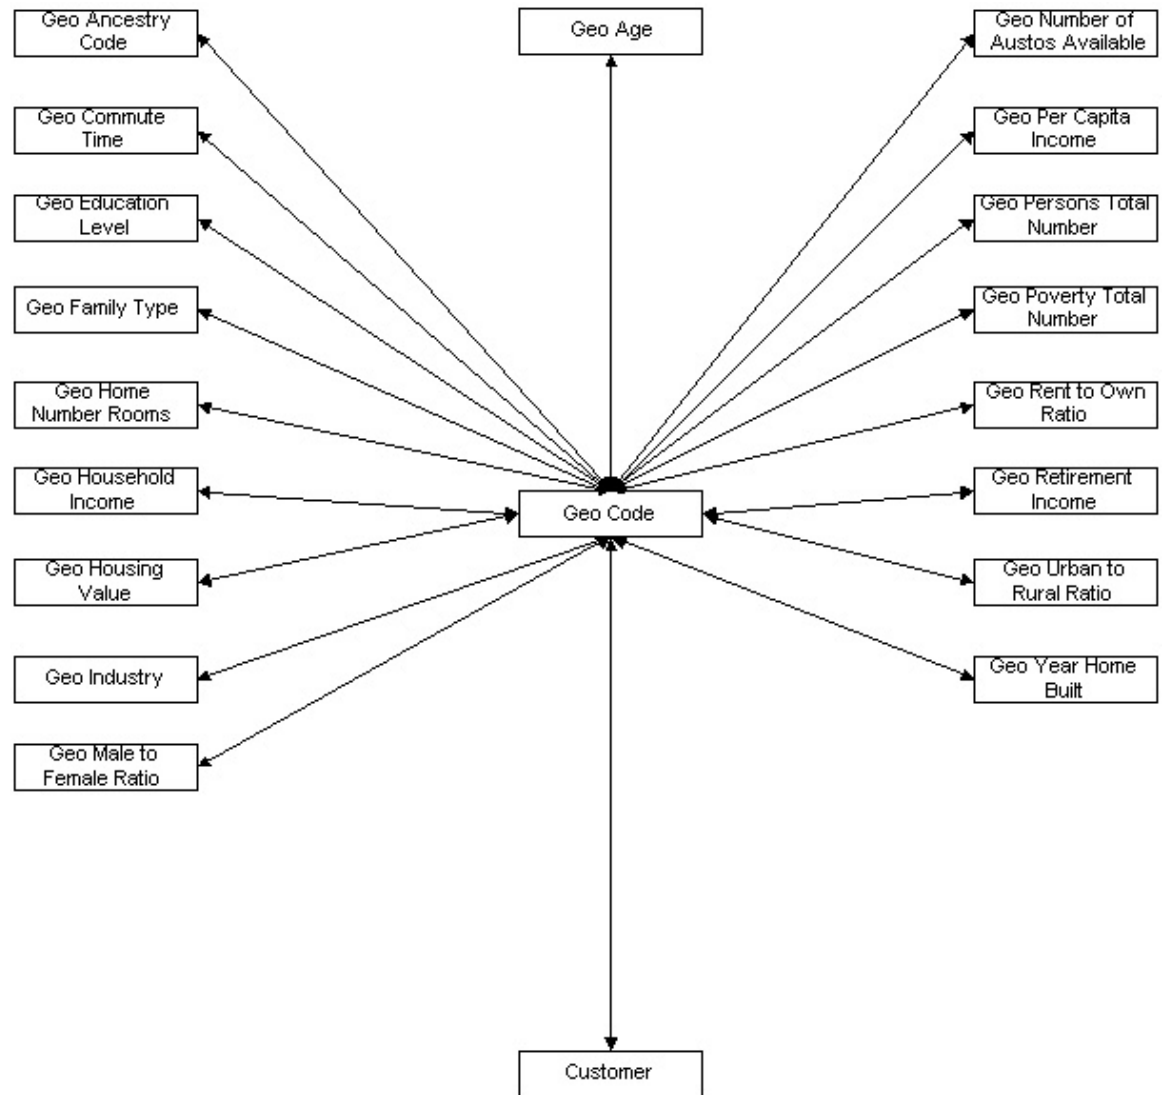 Geo Ancestry
Code
Geo Age
Geo Number of
Austos Available
Geo Commute
Time
Geo Per Capita
Income
Geo Education
Level
Geo Persons Total
Number
Geo Family Type
Geo Poverty Total
Number
Geo Home
Number Rooms
Geo Rent to Own
Ratio
Geo Household
Income
Geo Code
Geo Retirement
Income
Geo Housing
Value
Geo Urban to
Rural Ratio
Geo Industry
Geo Year Home
Built
Geo Male to
Female Ratio
Customer